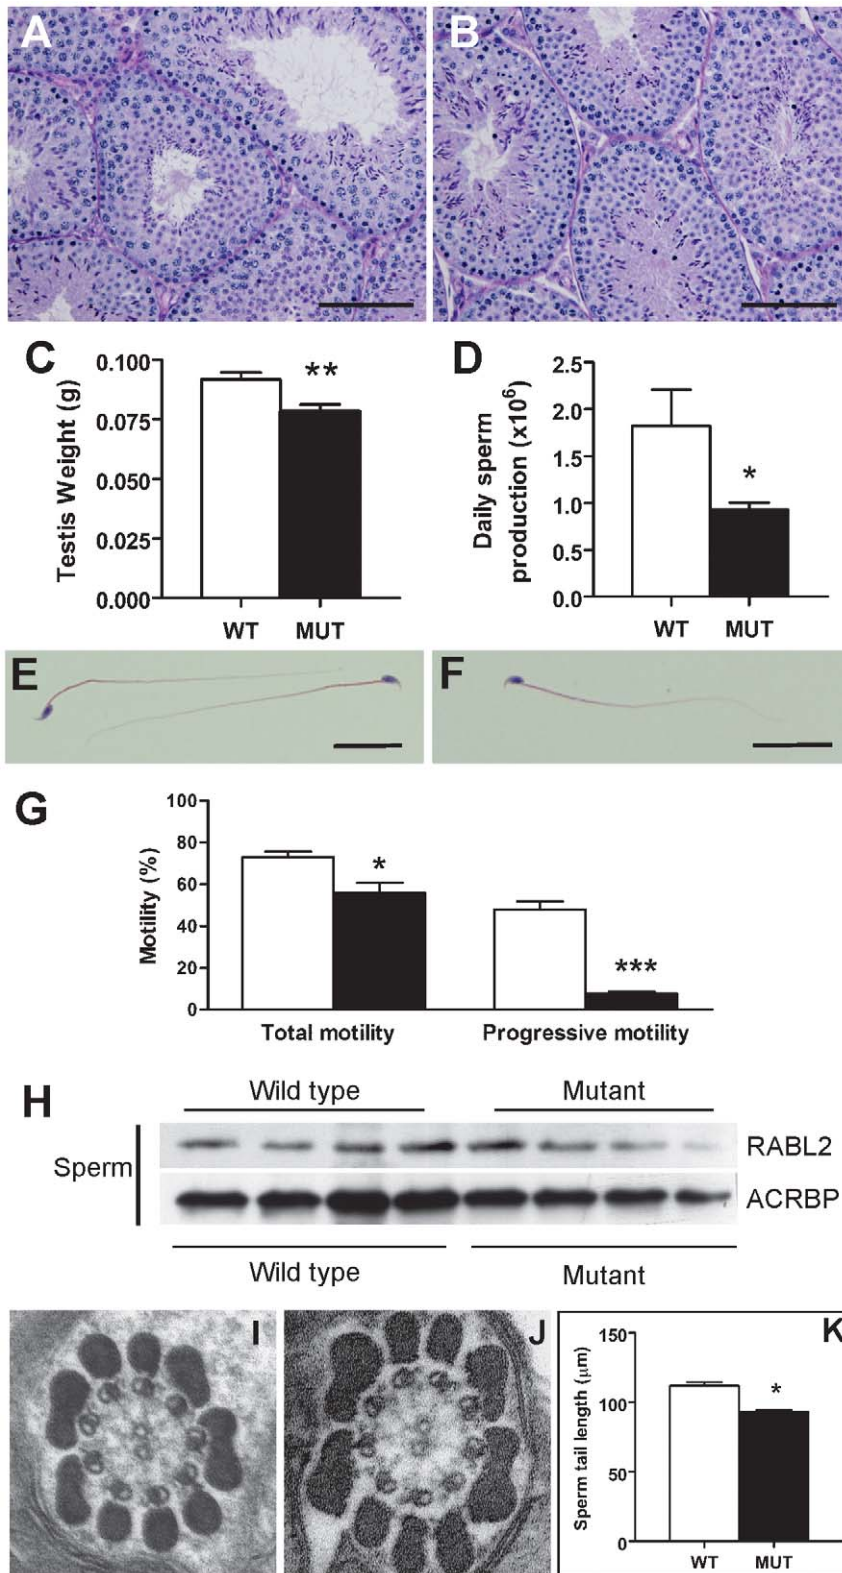 A
B
C
Testis Weight (g)
0.100
0.075
0.050
0.025
0.000
**
WT MUT
D
Daily sperm
production (x10⁶)
2.5
2.0
1.5
1.0
0.5
0.0
*
WT MUT
E
F
G
Motility (%)
100
80
60
40
20
0
*
***
Total motility Progressive motility
H
Wild type Mutant
Sperm
RABL2
ACRBP
Wild type Mutant
I
J
K
Sperm tail length (μm)
150
100
50
0
*
WT MUT